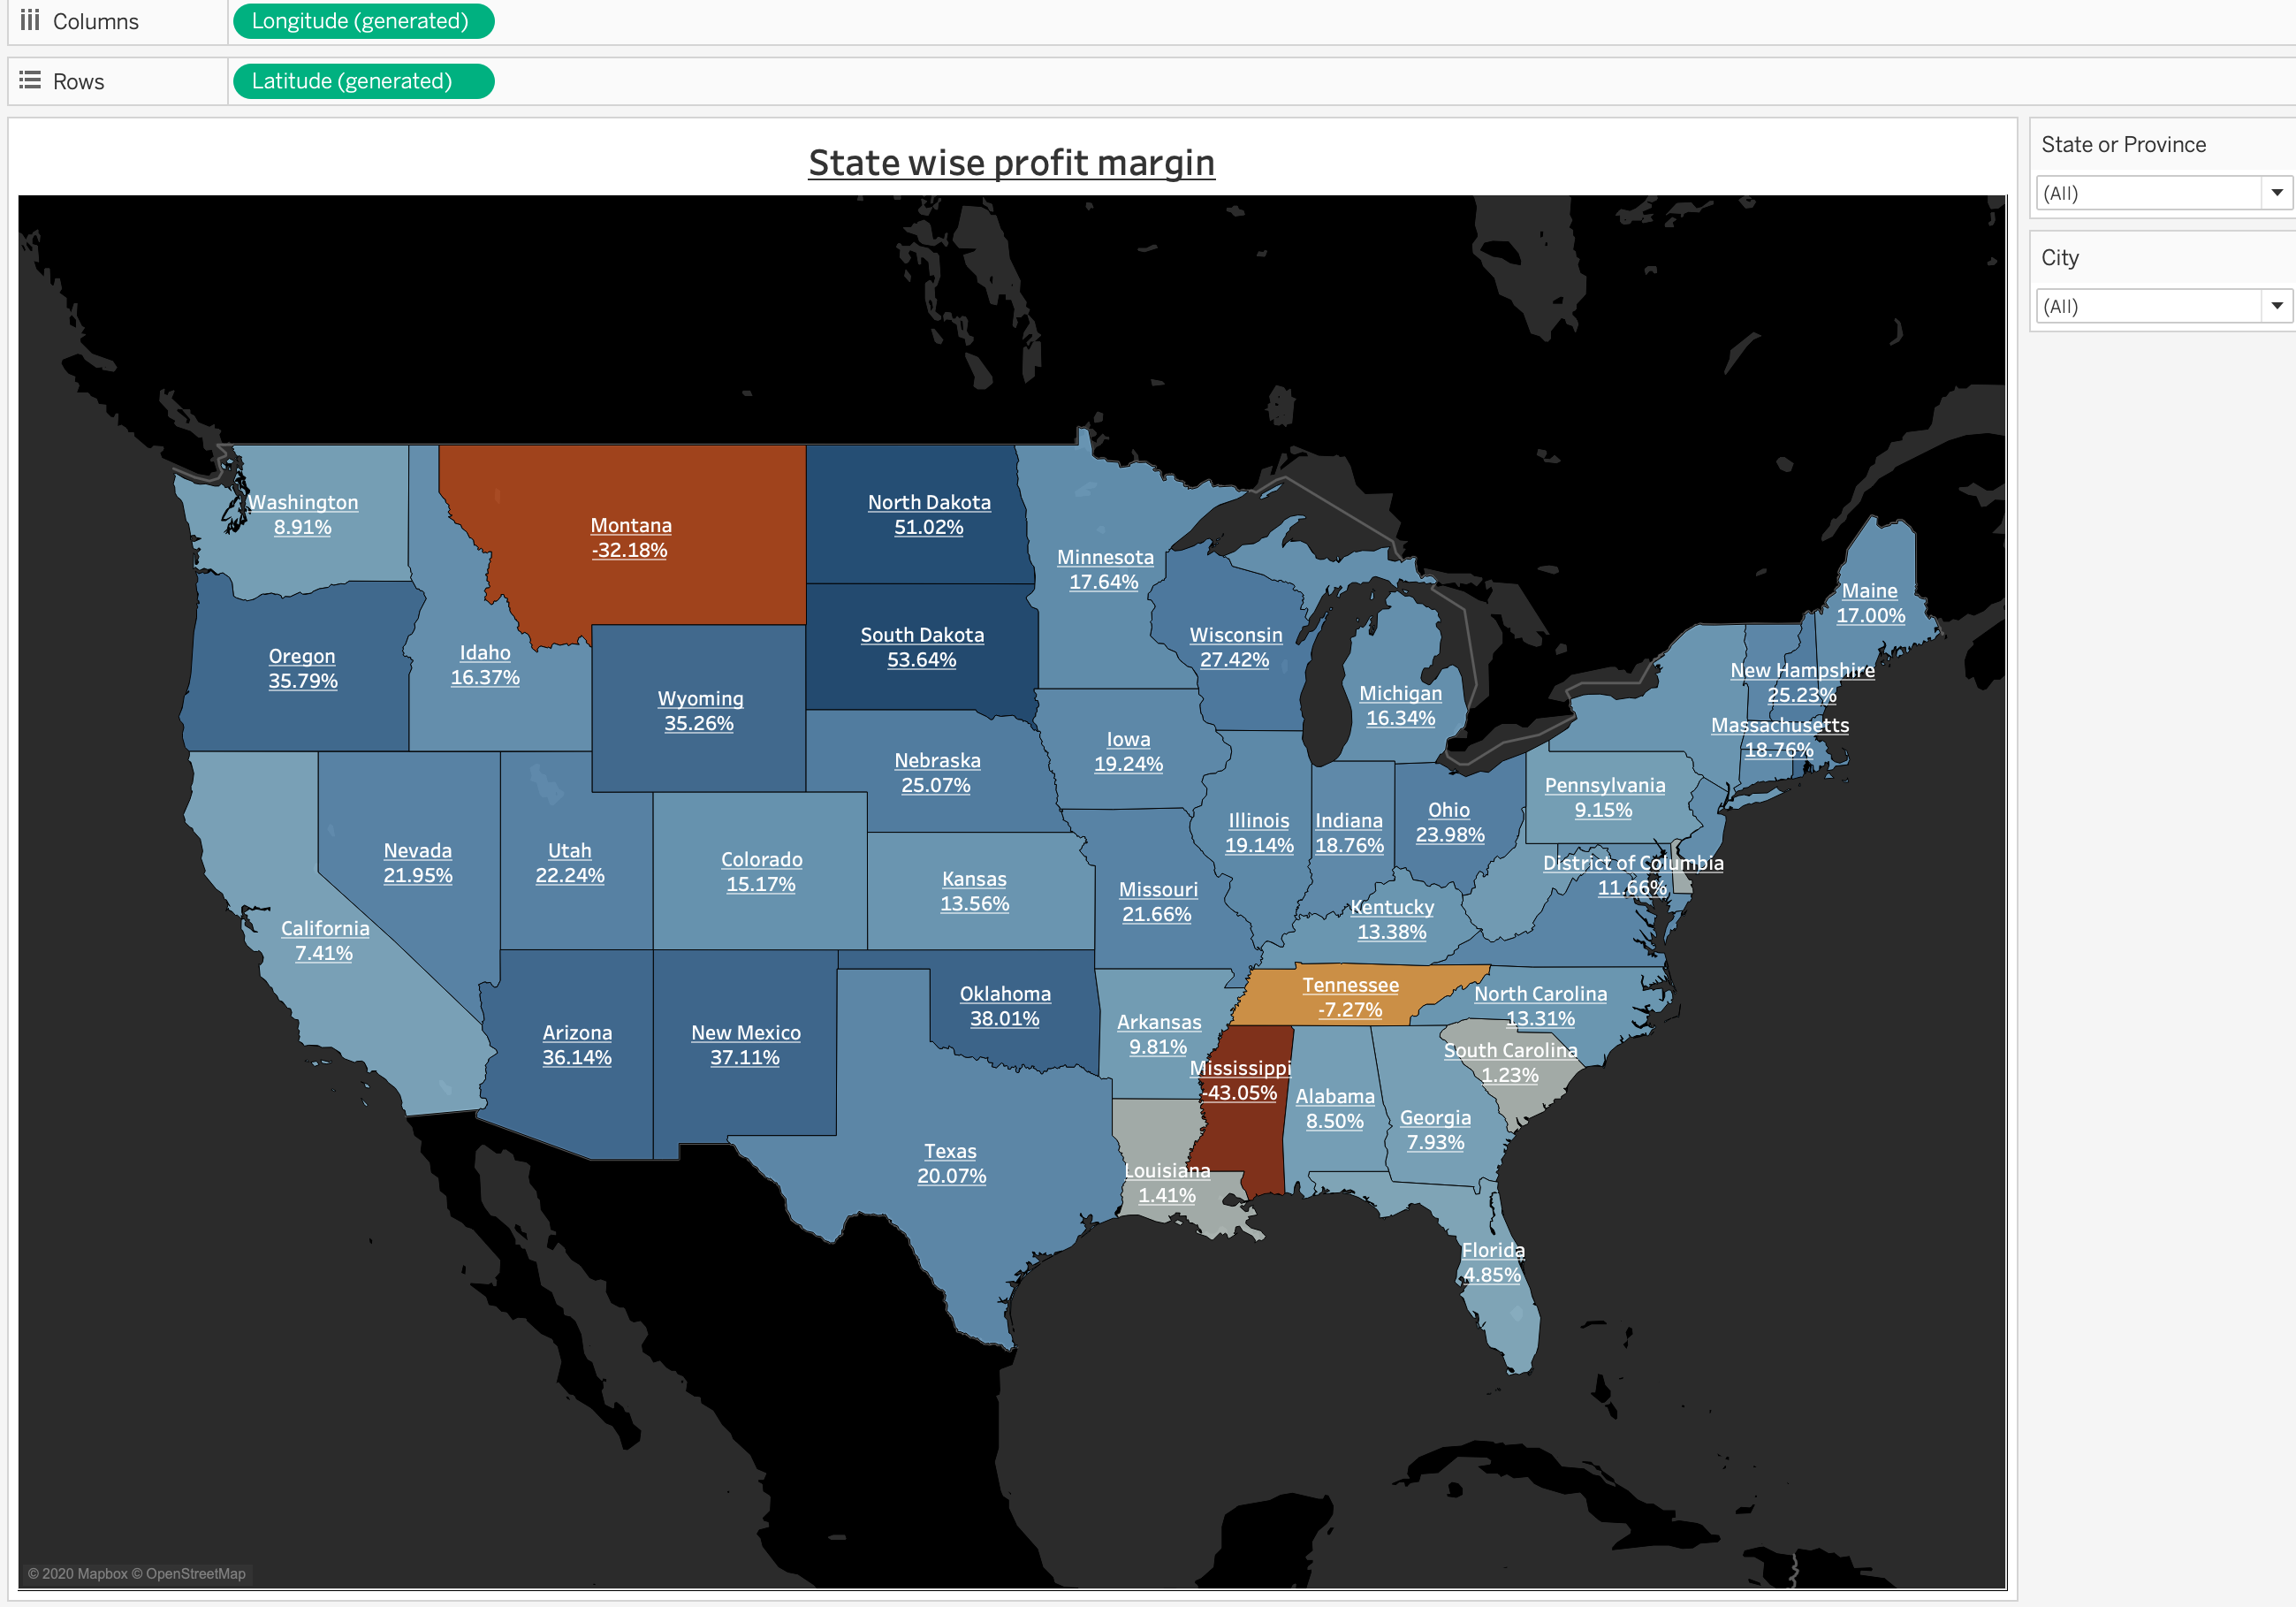 Columns
Longitude (generated)
Rows
Latitude (generated)
State wise profit margin
State or Province
(All)
City
(All)
Washington
8.91%
Montana
-32.18%
North Dakota
51.02%
Minnesota
17.64%
Maine
17.00%
Oregon
35.79%
Idaho
16.37%
South Dakota
53.64%
Wisconsin
27.42%
Wyoming
35.26%
Michigan
16.34%
New Hampshire
25.23%
Massachusetts
18.76%
Nebraska
25.07%
Iowa
19.24%
Pennsylvania
9.15%
Nevada
21.95%
Utah
22.24%
Colorado
15.17%
Kansas
13.56%
Missouri
21.66%
Illinois
19.14%
Indiana
18.76%
Ohio
23.98%
District of Columbia
11.66%
California
7.41%
Kentucky
13.38%
Arizona
36.14%
New Mexico
37.11%
Oklahoma
38.01%
Arkansas
9.81%
Tennessee
-7.27%
North Carolina
13.31%
South Carolina
1.23%
Mississippi
-43.05%
Alabama
8.50%
Georgia
7.93%
Texas
20.07%
Louisiana
1.41%
Florida
4.85%
© 2020 Mapbox © OpenStreetMap